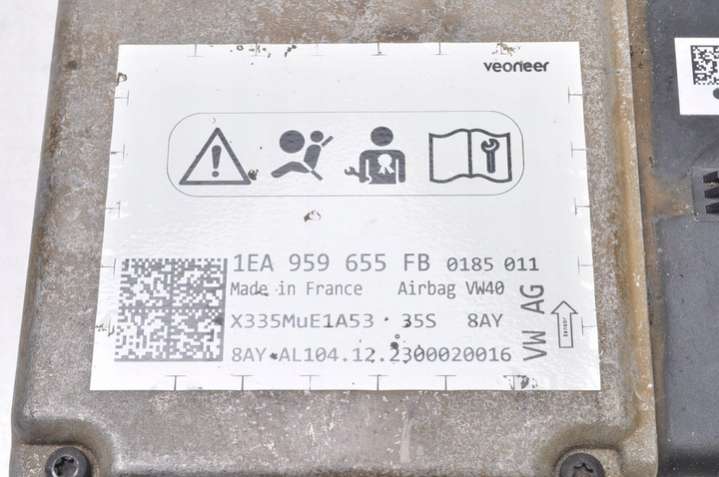 veoneer
1EA 959 655 FB 0185 011
Made in France Airbag VW40
X335MuE1A53 · 35S 8AY
8AY·AL104.12.2300020016
VW AG
Sensor